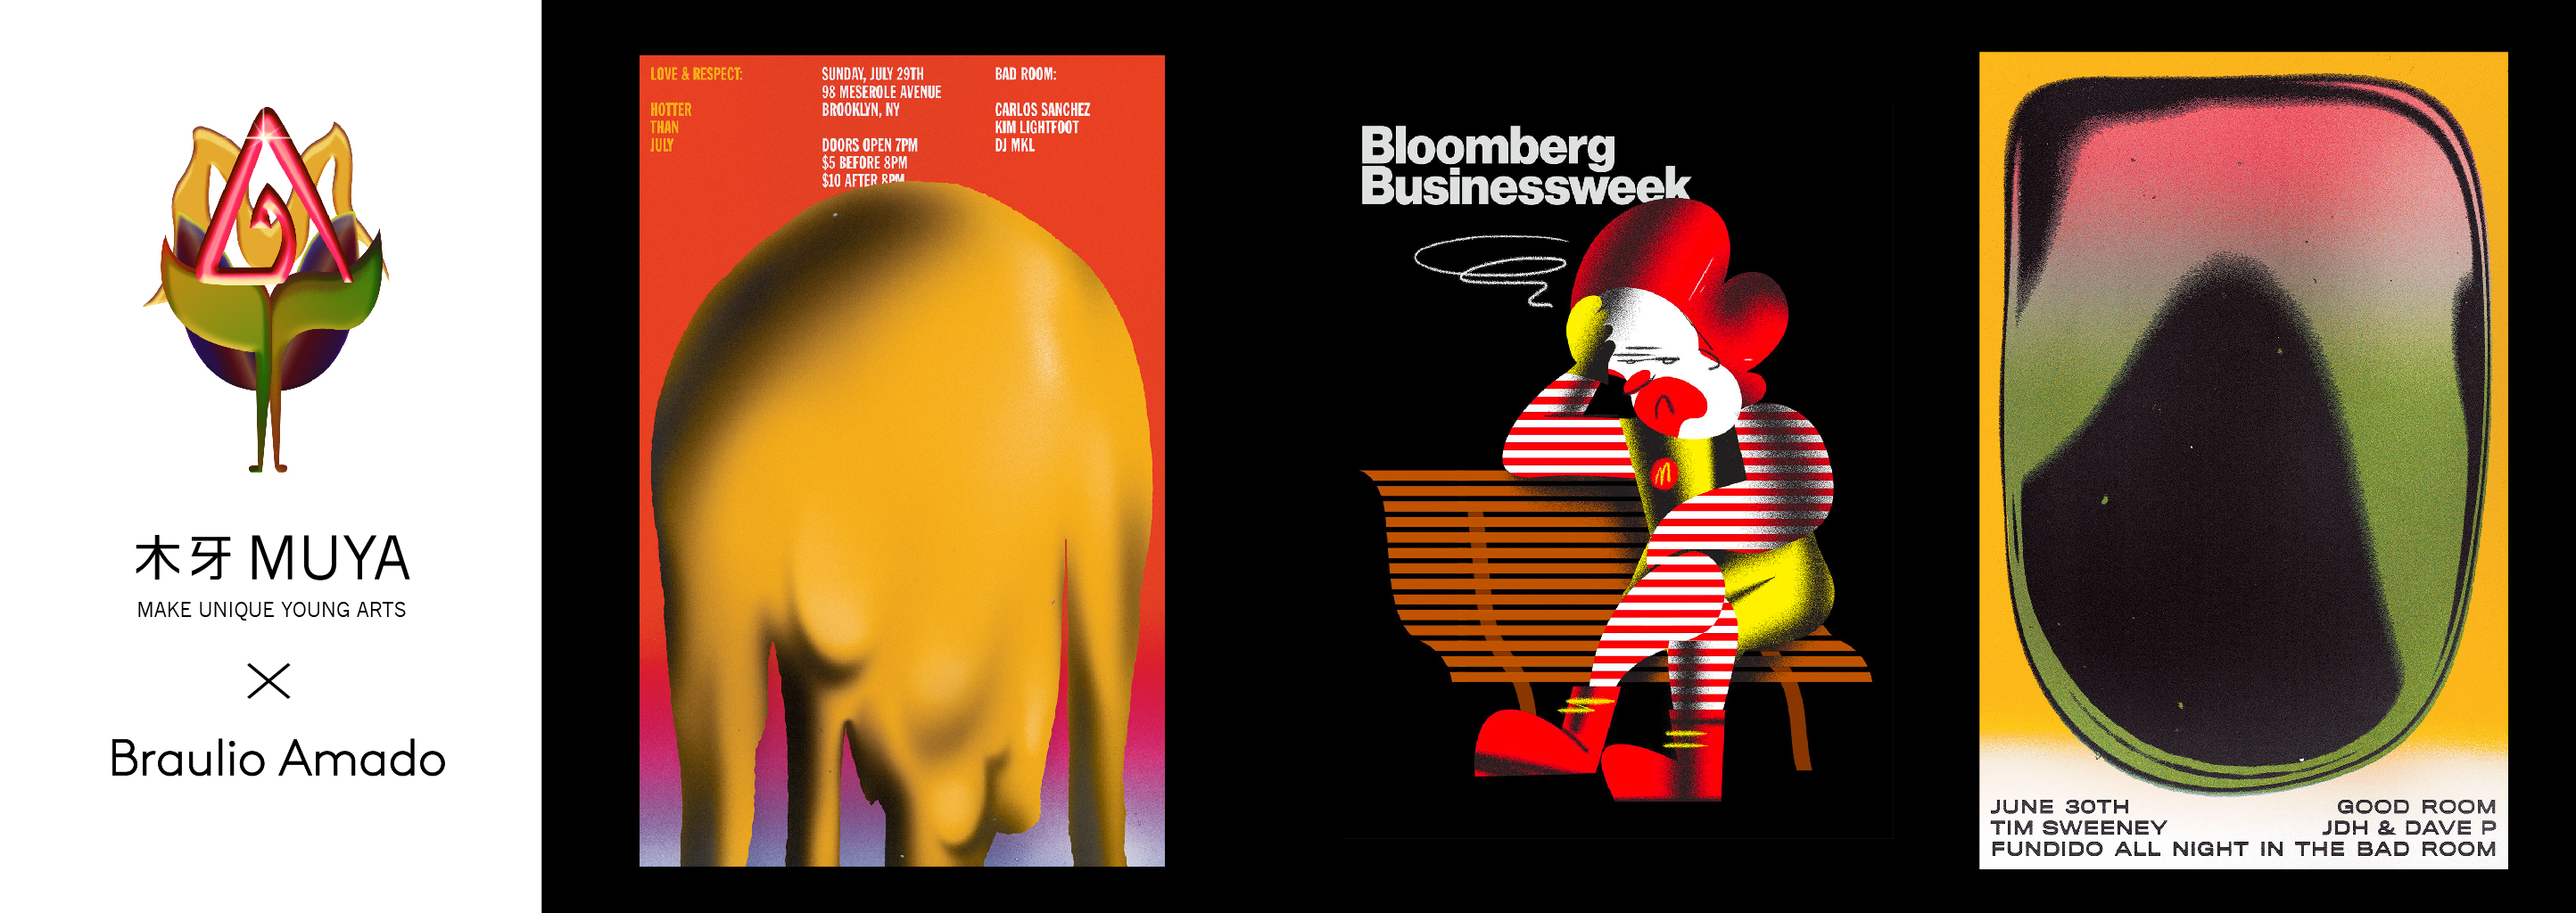 木牙 MUYA
MAKE UNIQUE YOUNG ARTS
Braulio Amado
LOVE & RESPECT:
HOTTER
THAN
JULY
SUNDAY, JULY 29TH
98 MESEROLE AVENUE
BROOKLYN, NY
DOORS OPEN 7PM
$5 BEFORE 8PM
$10 AFTER 8PM
BAD ROOM:
CARLOS SANCHEZ
KIM LIGHTFOOT
DJ MKL
Bloomberg
Businessweek
M
JUNE 30TH GOOD ROOM
TIM SWEENEY JDH & DAVE P
FUNDIDO ALL NIGHT IN THE BAD ROOM